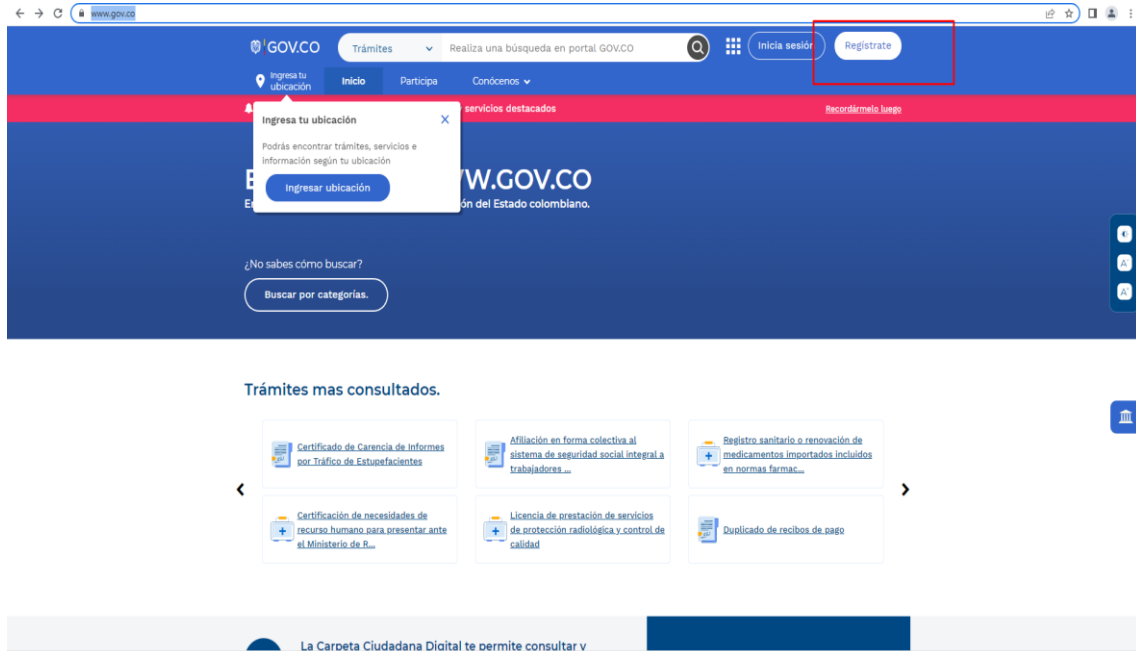 www.gov.co
GOV.CO
Trámites
Realiza una búsqueda en portal GOV.CO
Inicia sesión
Regístrate
Ingresa tu
ubicación
Inicio
Participa
Conócenos
servicios destacados
Recordármelo luego
Ingresa tu ubicación
Podrás encontrar trámites, servicios e
información según tu ubicación
Ingresar ubicación
W.GOV.CO
ón del Estado colombiano.
¿No sabes cómo buscar?
Buscar por categorías.
Trámites mas consultados.
Certificado de Carencia de Informes
por Tráfico de Estupefacientes
Afiliación en forma colectiva al
sistema de seguridad social integral a
trabajadores ...
Registro sanitario o renovación de
medicamentos importados incluidos
en normas farmac...
Certificación de necesidades de
recurso humano para presentar ante
el Ministerio de R...
Licencia de prestación de servicios
de protección radiológica y control de
calidad
Duplicado de recibos de pago
La Carpeta Ciudadana Digital te permite consultar y